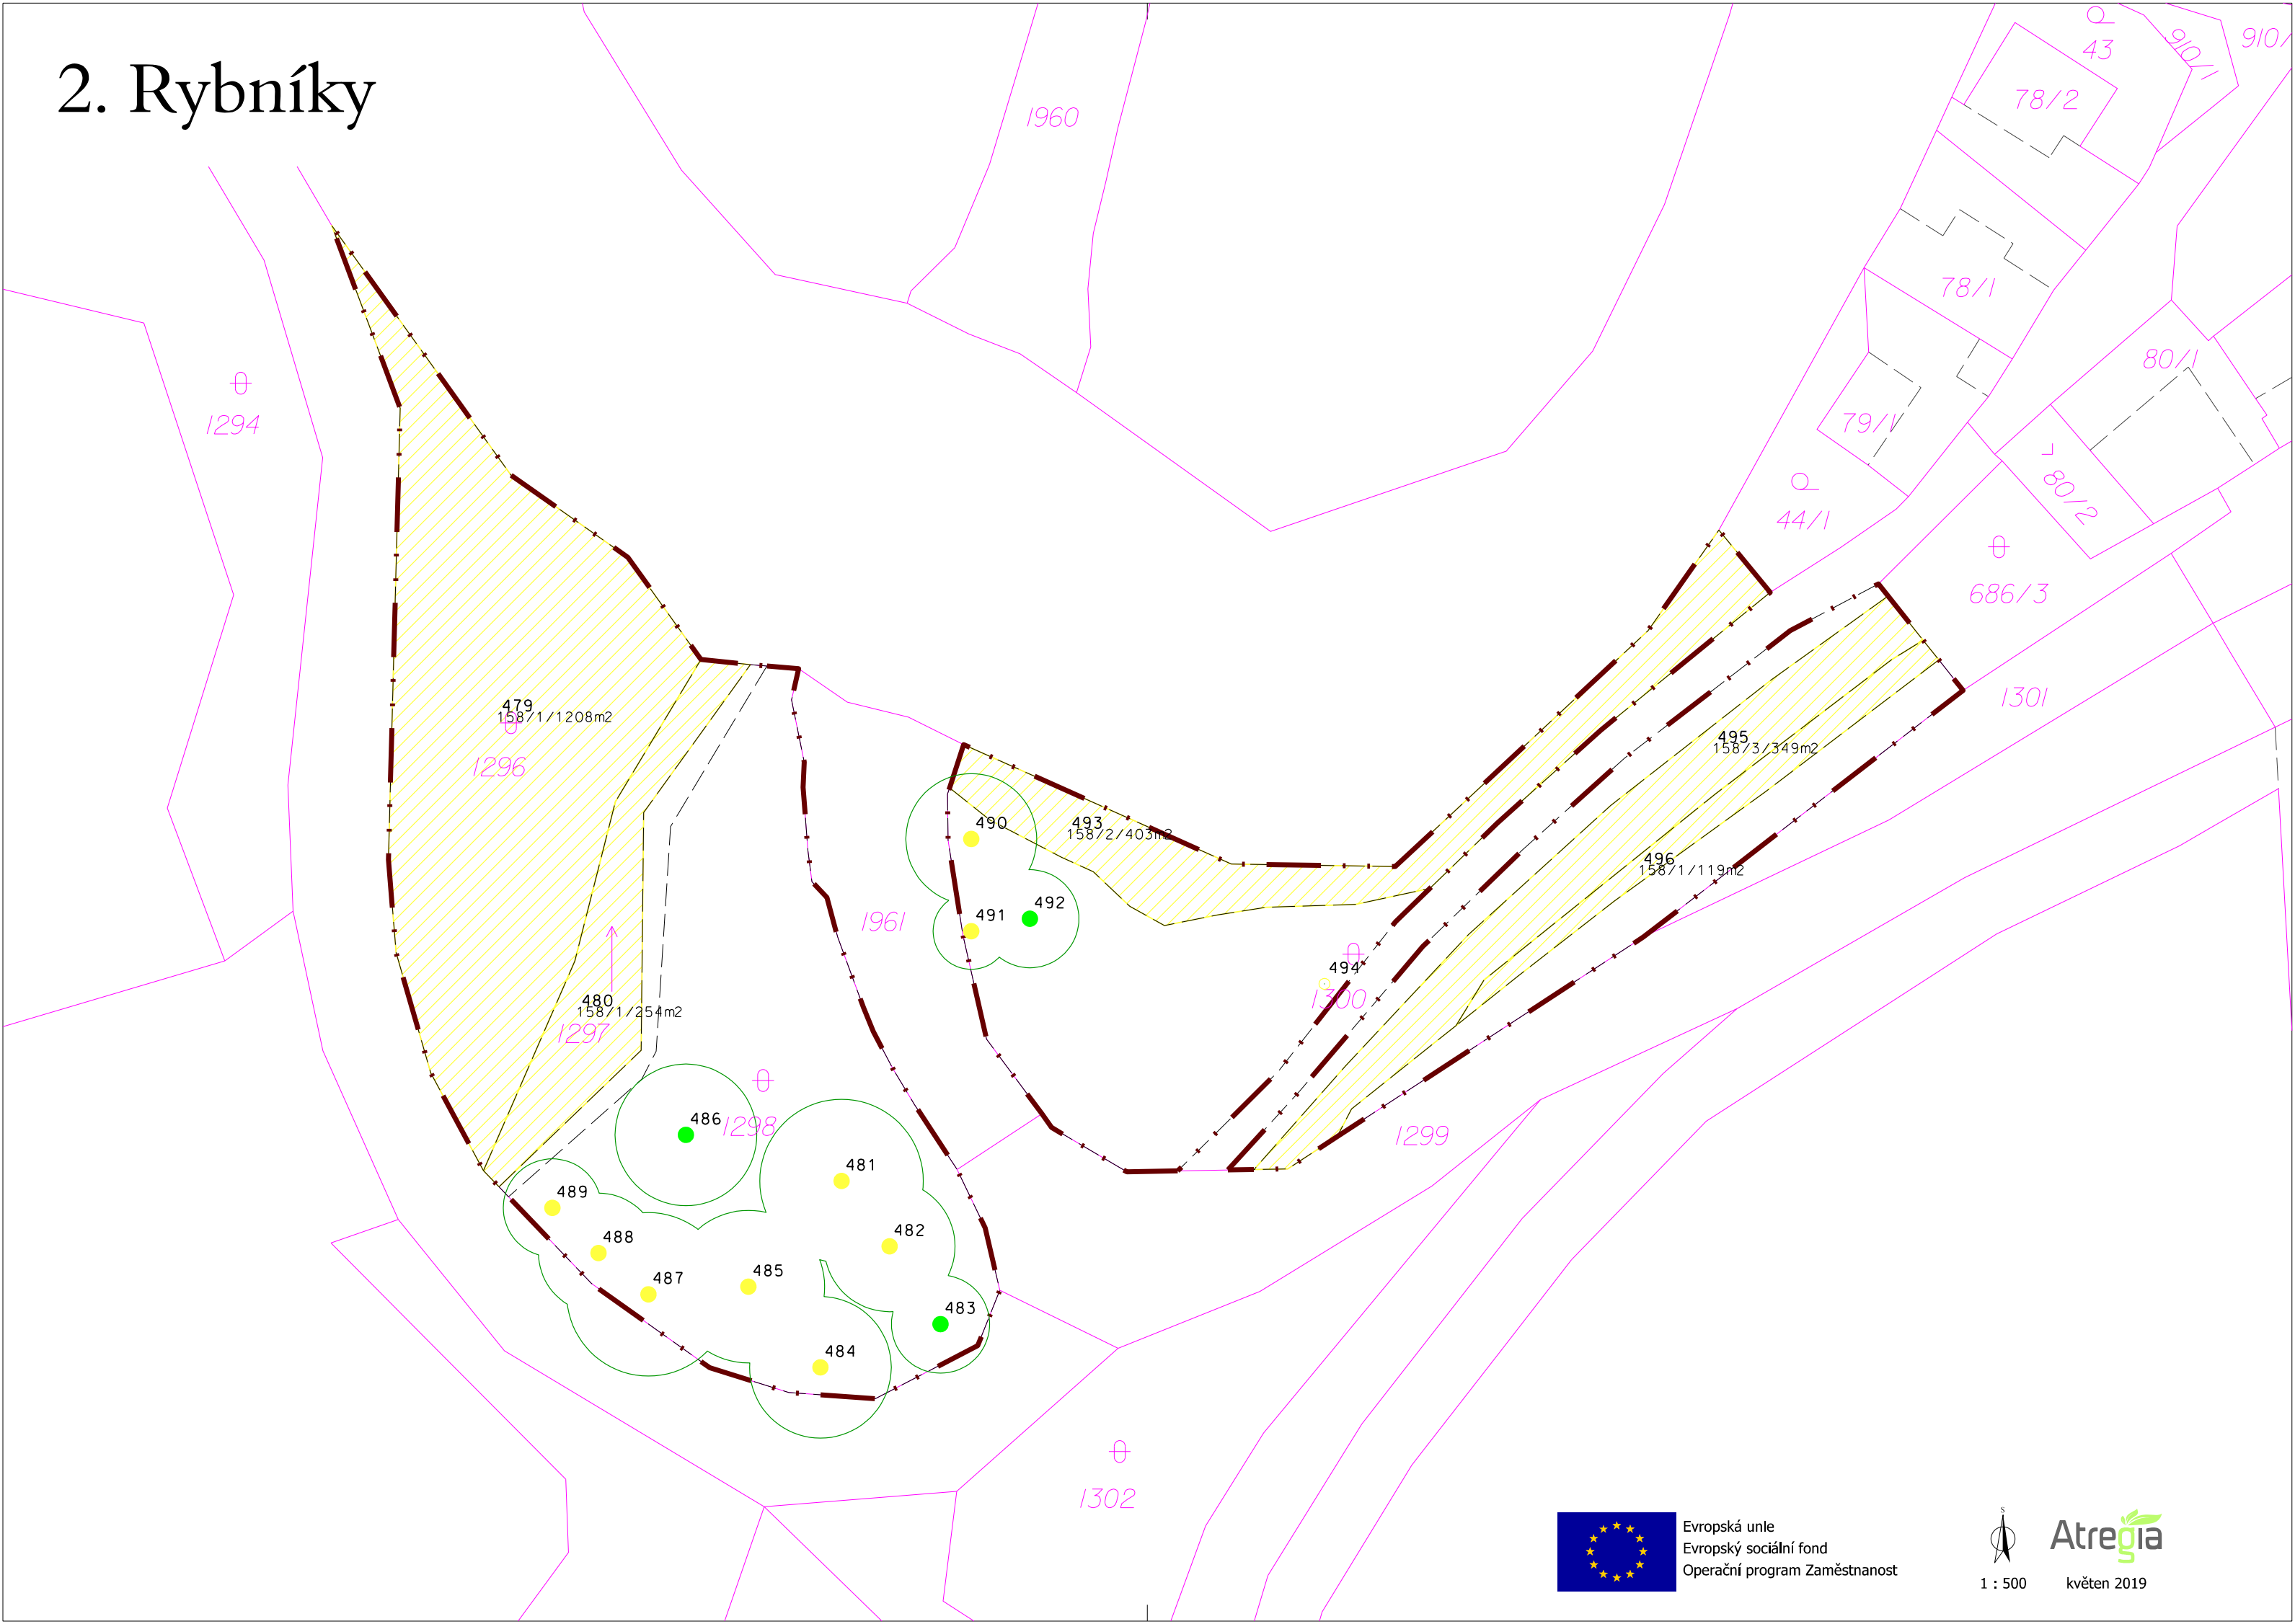 2. Rybníky
1960
43
910/1
910/
78/2
78/1
79/1
44/1
80/1
80/2
686/3
1301
1294
479
158/1/1208m2
1296
480
158/1/254m2
1297
1961
490
491
492
493
158/2/403m2
494
1300
495
158/3/349m2
496
158/1/119m2
1299
486
1298
481
482
483
484
485
487
488
489
1302
Evropská unie
Evropský sociální fond
Operační program Zaměstnanost
S
1 : 500
Atregia
květen 2019